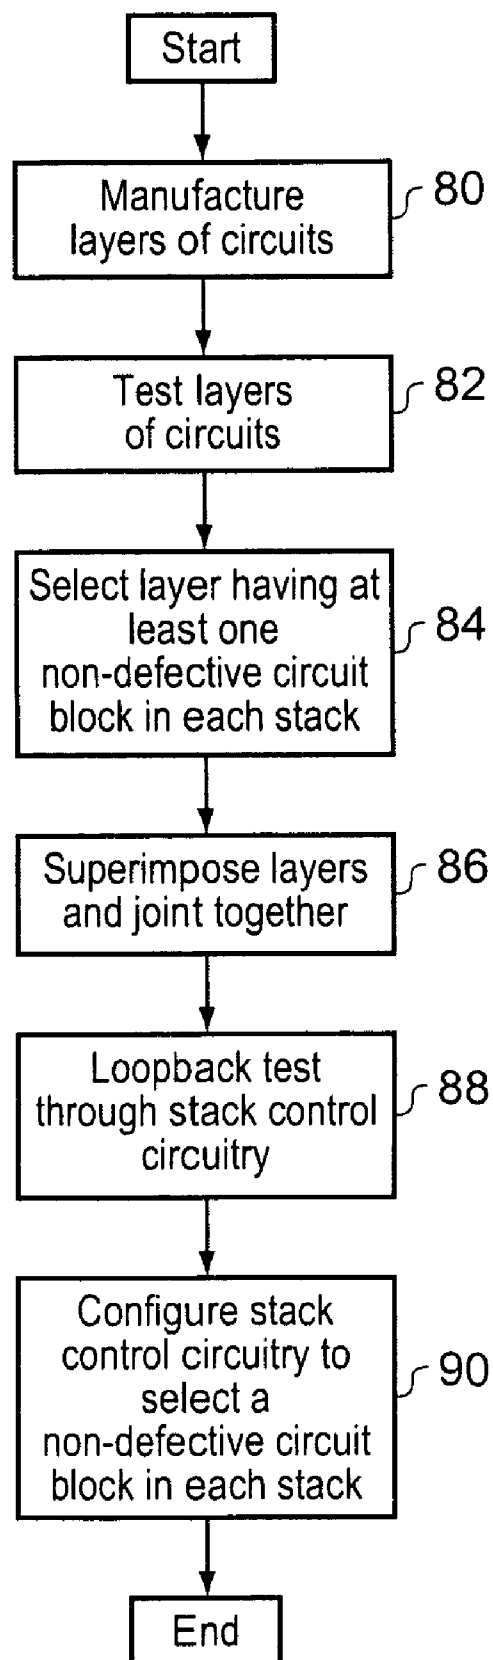 Start
Manufacture
layers of circuits
80
Test layers
of circuits
82
Select layer having at
least one
non-defective circuit
block in each stack
84
Superimpose layers
and joint together
86
Loopback test
through stack control
circuitry
88
Configure stack
control circuitry to
select a
non-defective circuit
block in each stack
90
End